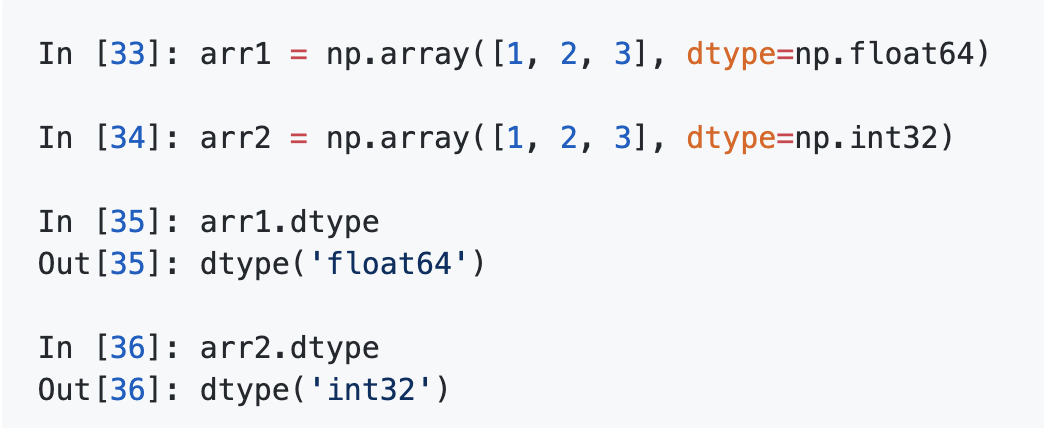 In [33]: arr1 = np.array([1, 2, 3], dtype=np.float64)
In [34]: arr2 = np.array([1, 2, 3], dtype=np.int32)
In [35]: arr1.dtype
Out[35]: dtype('float64')
In [36]: arr2.dtype
Out[36]: dtype('int32')